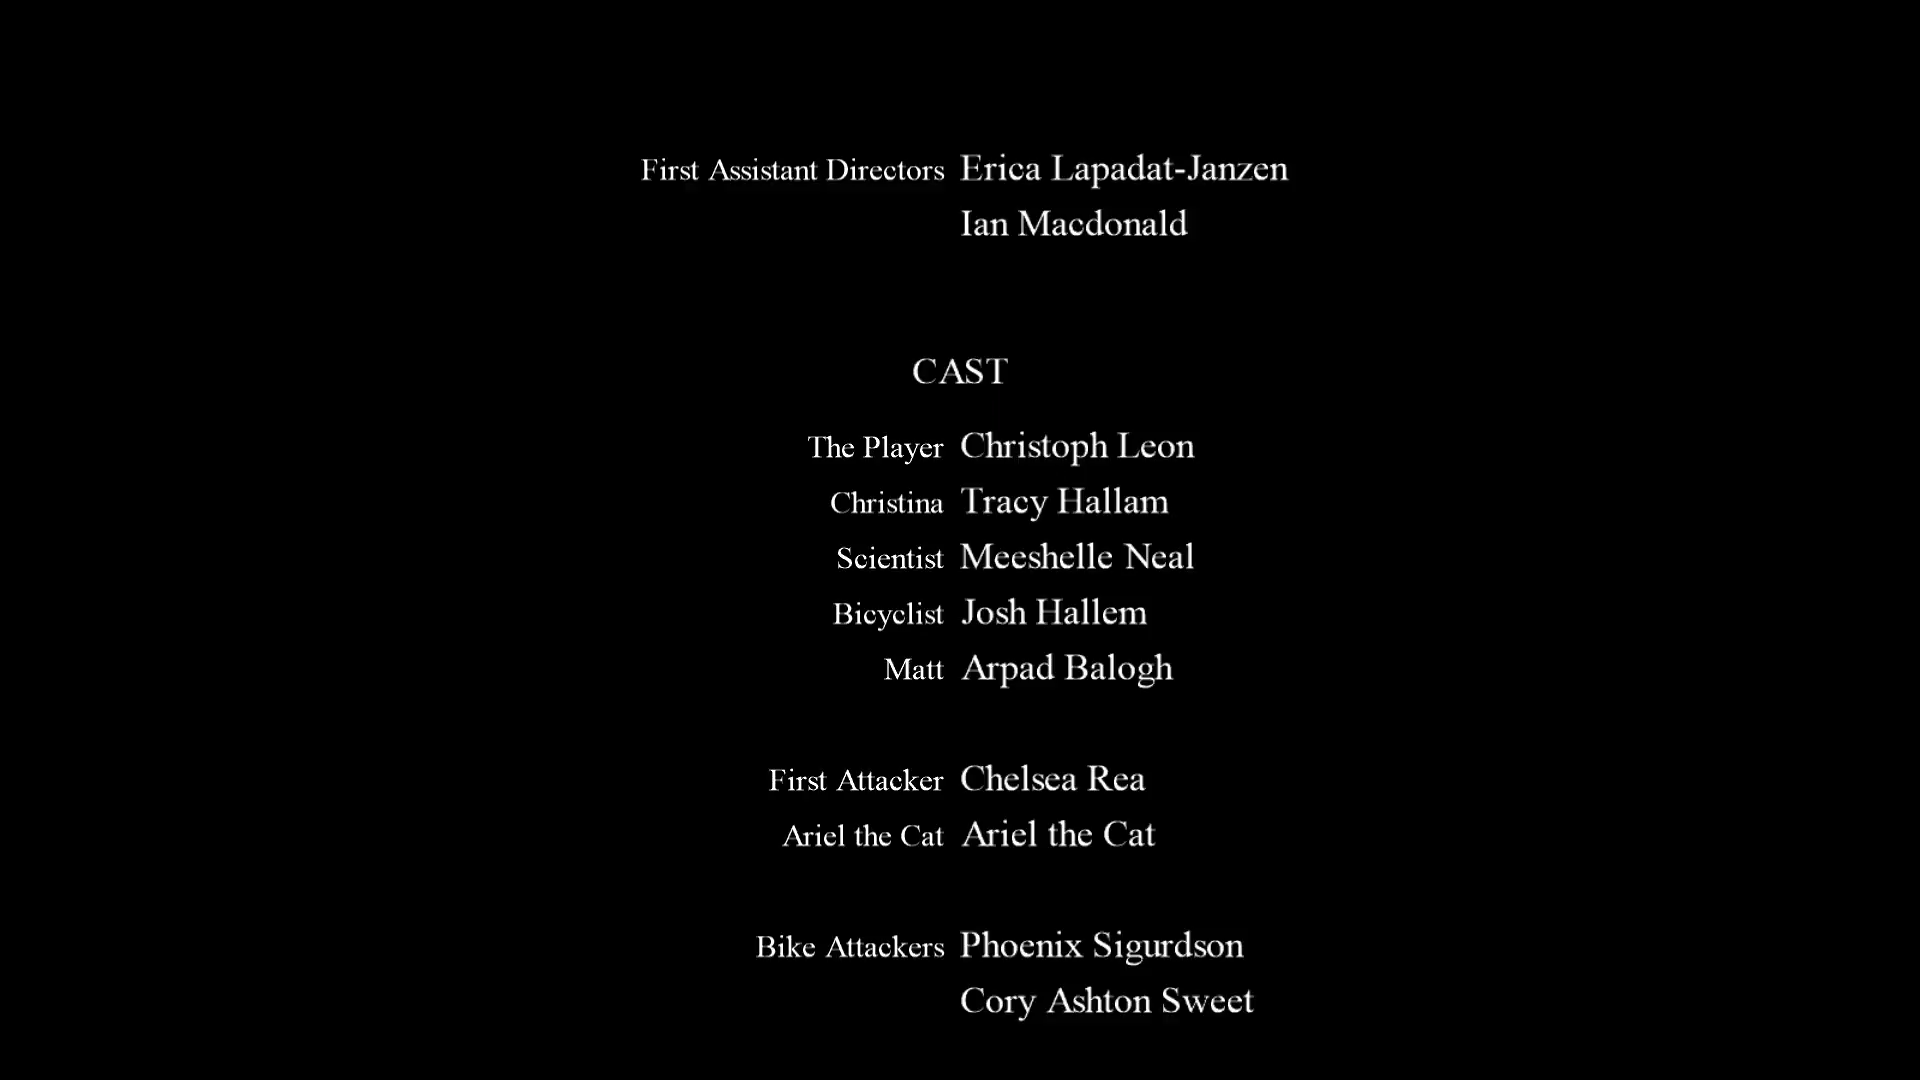 First Assistant Directors Erica Lapadat-Janzen
Ian Macdonald
CAST
The Player Christoph Leon
Christina Tracy Hallam
Scientist Meeshelle Neal
Bicyclist Josh Hallem
Matt Arpad Balogh
First Attacker Chelsea Rea
Ariel the Cat Ariel the Cat
Bike Attackers Phoenix Sigurdson
Cory Ashton Sweet